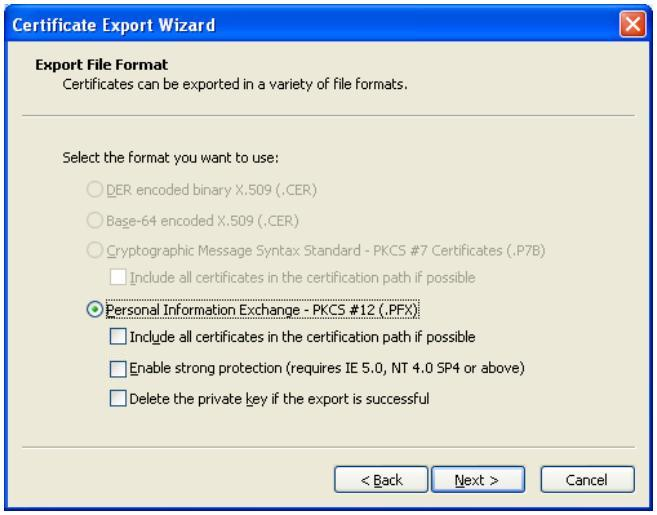 Certificate Export Wizard
Export File Format
Certificates can be exported in a variety of file formats.
Select the format you want to use:
DER encoded binary X.509 (.CER)
Base-64 encoded X.509 (.CER)
Cryptographic Message Syntax Standard - PKCS #7 Certificates (.P7B)
Include all certificates in the certification path if possible
Personal Information Exchange - PKCS #12 (.PFX)
Include all certificates in the certification path if possible
Enable strong protection (requires IE 5.0, NT 4.0 SP4 or above)
Delete the private key if the export is successful
< Back Next > Cancel